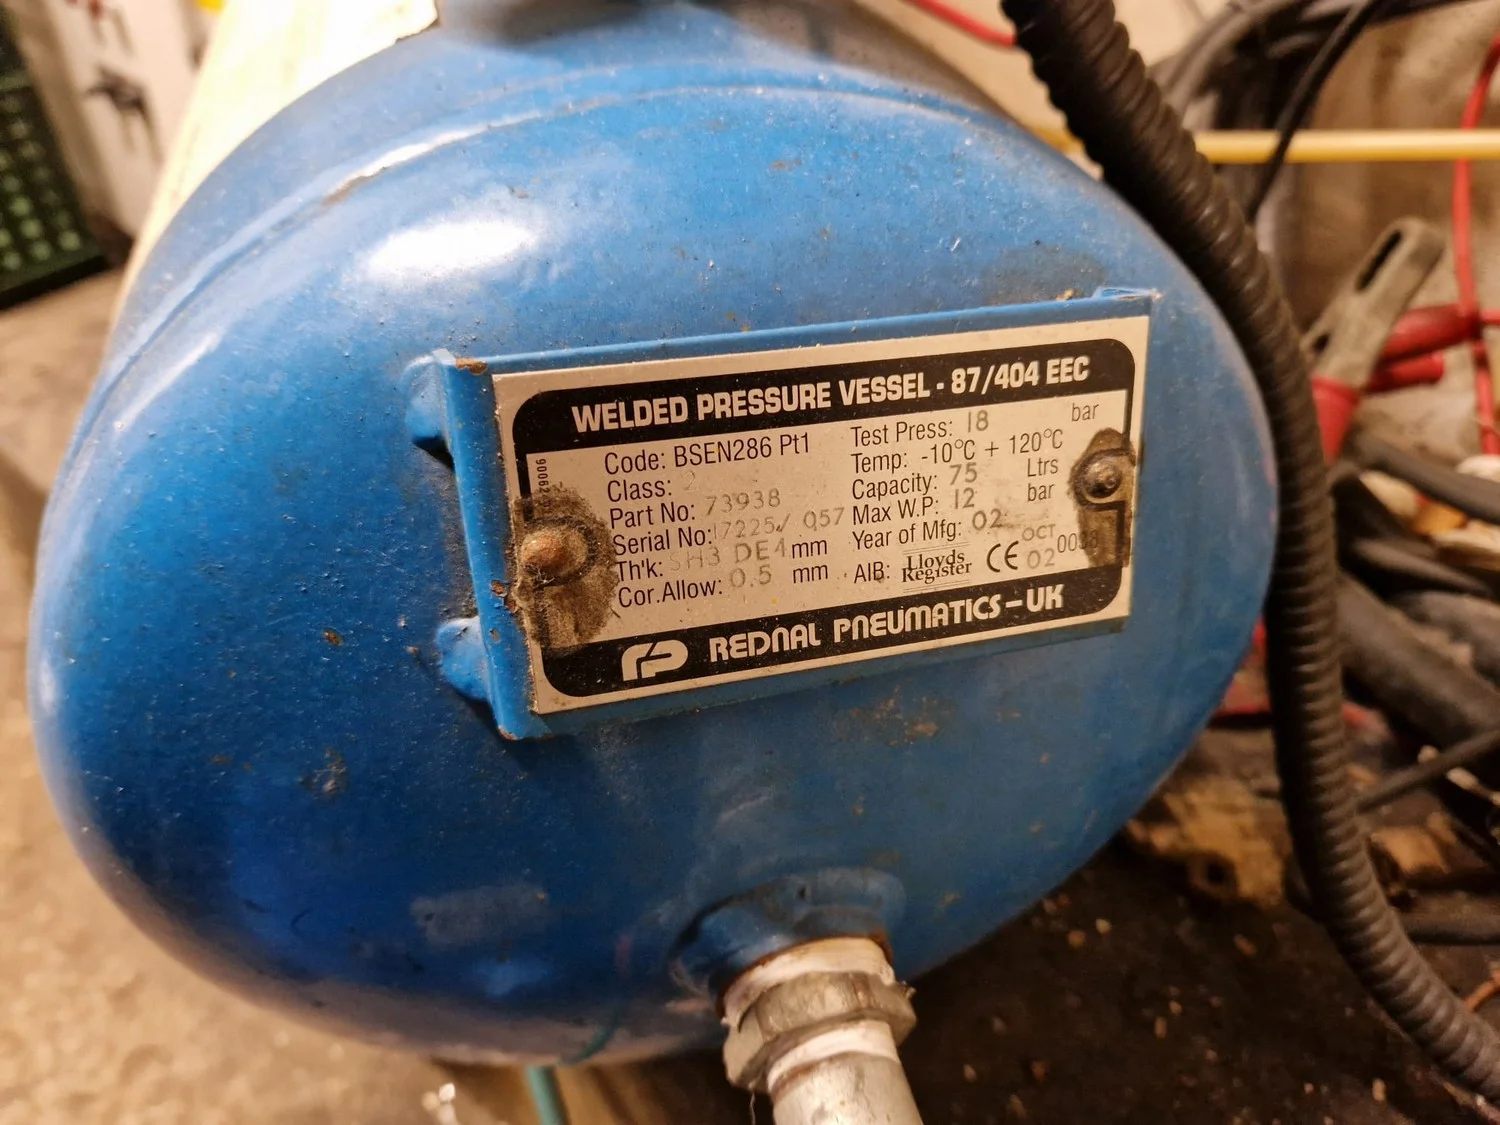 WELDED PRESSURE VESSEL - 87/404 EEC
Code: BSEN286 Pt1
Class: 2
Part No: 73938
Serial No: 17225/ 057
Th'k: SH3 DE4 mm
Cor.Allow: 0.5 mm
Test Press: 18 bar
Temp: -10°C + 120°C
Capacity: 75 Ltrs
Max W.P: 12 bar
Year of Mfg: 02
AIB: Lloyds Register CE OCT 02
rp REDNAL PNEUMATICS - UK